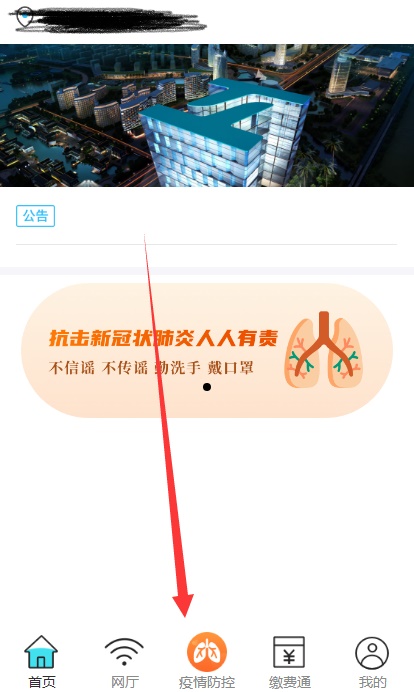 公告
抗击新冠状肺炎人人有责
不信谣 不传谣 勤洗手 戴口罩
首页
网厅
疫情防控
缴费通
我的